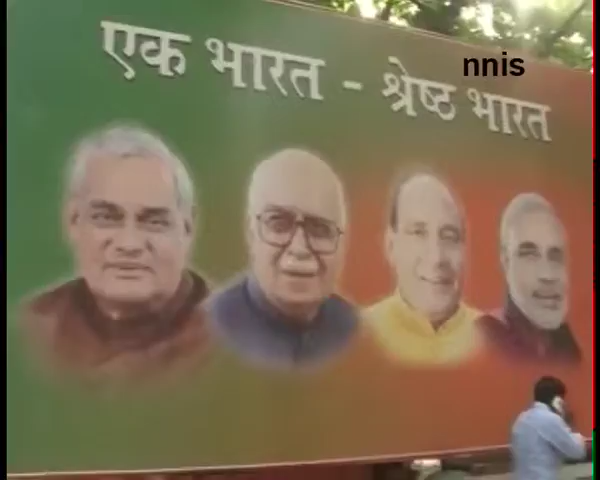 एक भारत - श्रेष्ठ भारत
nnis